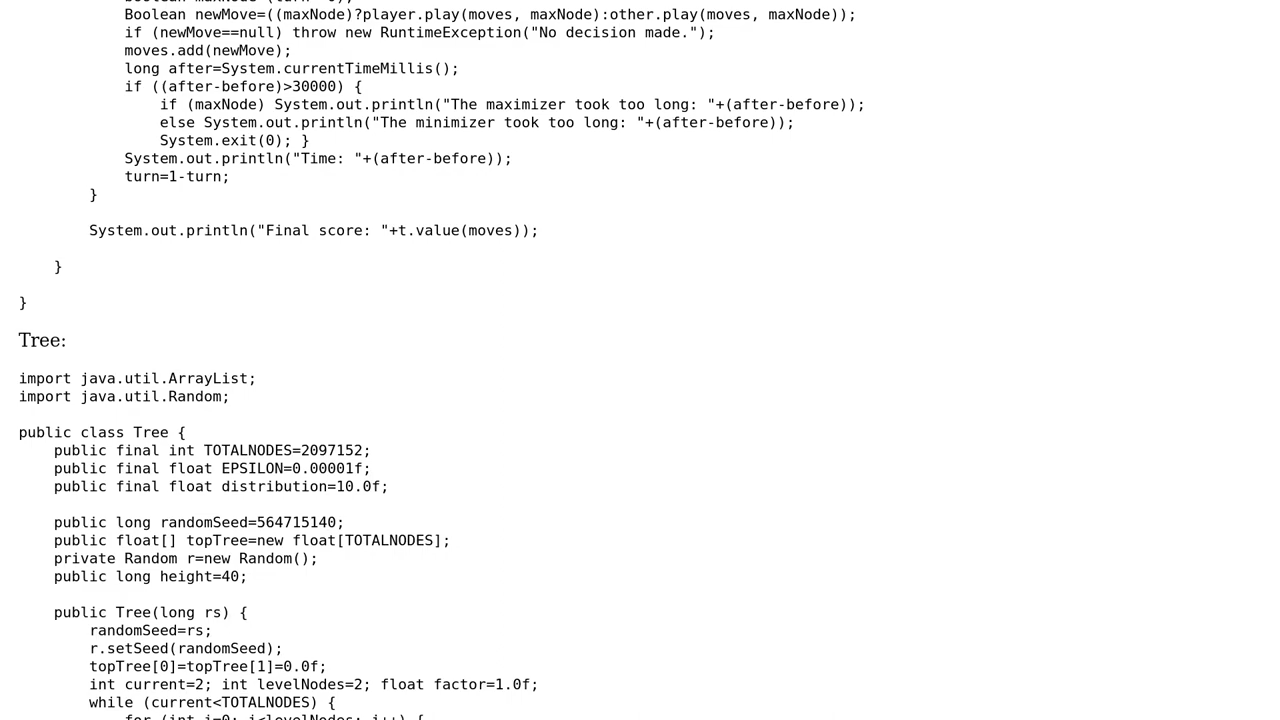 Boolean newMove=((maxNode)?player.play(moves, maxNode):other.play(moves, maxNode));
if (newMove==null) throw new RuntimeException("No decision made.");
moves.add(newMove);
long after=System.currentTimeMillis();
if ((after-before)>30000) {
if (maxNode) System.out.println("The maximizer took too long: "+(after-before));
else System.out.println("The minimizer took too long: "+(after-before));
System.exit(0); }
System.out.println("Time: "+(after-before));
turn=1-turn;
}
System.out.println("Final score: "+t.value(moves));
}
}
Tree:
import java.util.ArrayList;
import java.util.Random;
public class Tree {
public final int TOTALNODES=2097152;
public final float EPSILON=0.00001f;
public final float distribution=10.0f;
public long randomSeed=564715140;
public float[] topTree=new float[TOTALNODES];
private Random r=new Random();
public long height=40;
public Tree(long rs) {
randomSeed=rs;
r.setSeed(randomSeed);
topTree[0]=topTree[1]=0.0f;
int current=2; int levelNodes=2; float factor=1.0f;
while (current<TOTALNODES) {
for (int i=0; i<levelNodes; i++) {